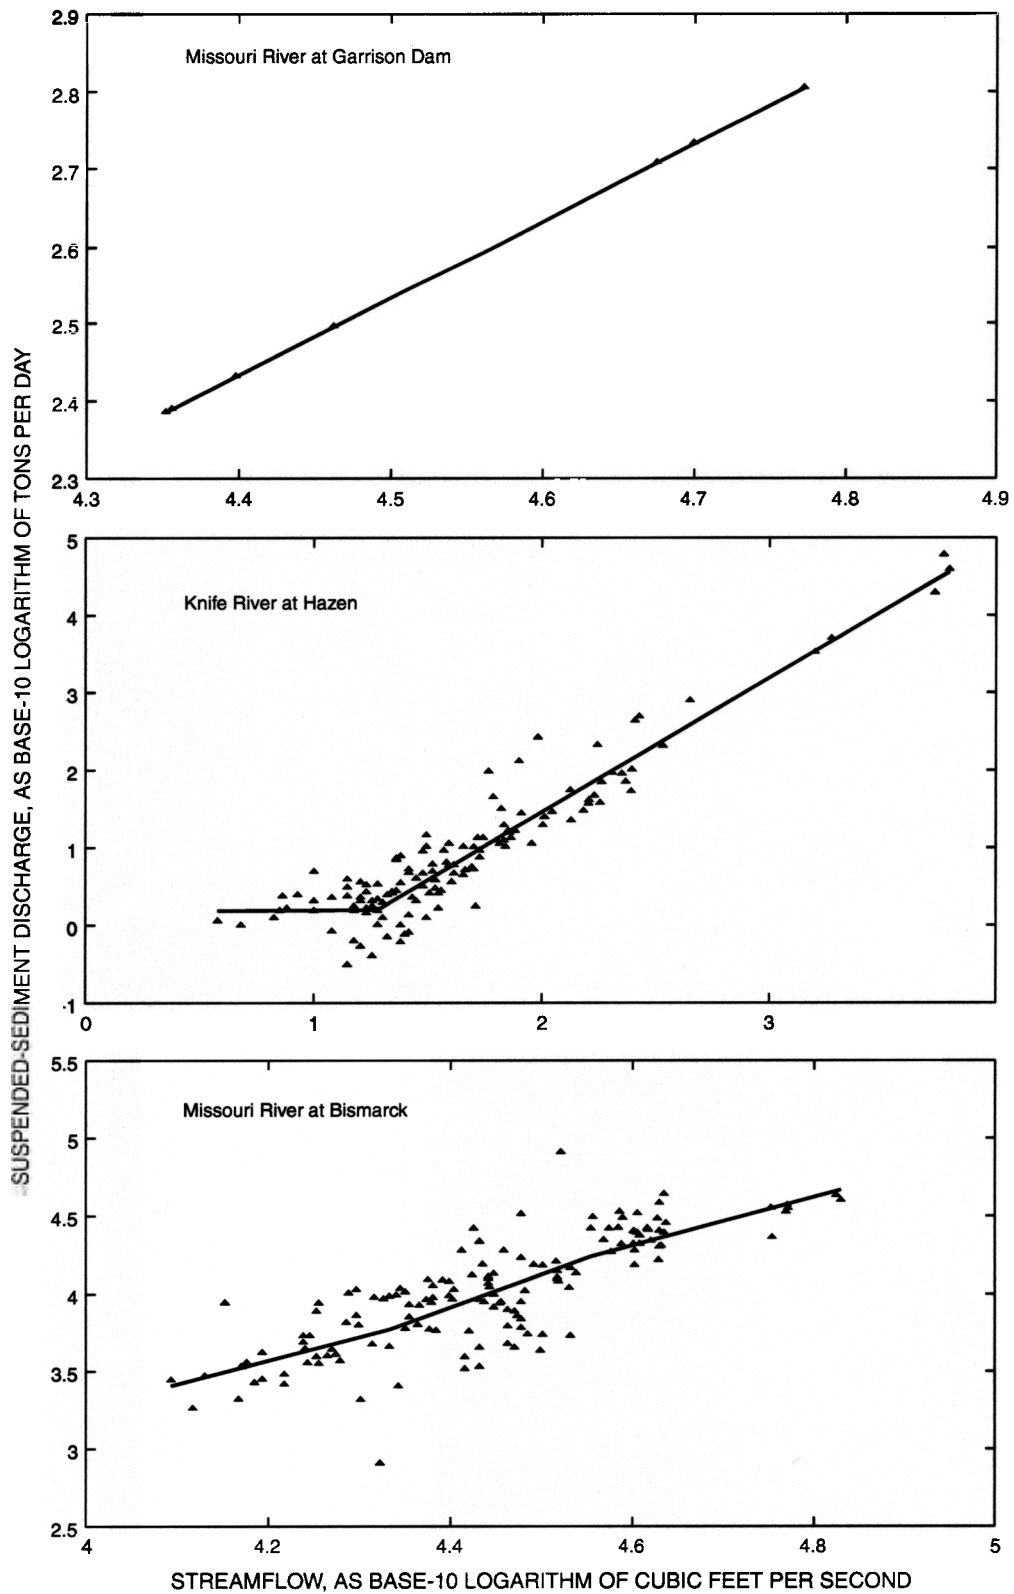 SUSPENDED-SEDIMENT DISCHARGE, AS BASE-10 LOGARITHM OF TONS PER DAY
2.9
2.8
2.7
2.6
2.5
2.4
2.3
Missouri River at Garrison Dam
4.3 4.4 4.5 4.6 4.7 4.8 4.9
5
4
3
2
1
0
-1
Knife River at Hazen
0 1 2 3
5.5
5
4.5
4
3.5
3
2.5
Missouri River at Bismarck
4 4.2 4.4 4.6 4.8 5
STREAMFLOW, AS BASE-10 LOGARITHM OF CUBIC FEET PER SECOND